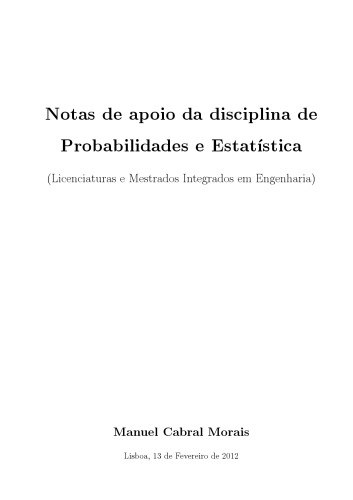 Notas de apoio da disciplina de
Probabilidades e Estatística
(Licenciaturas e Mestrados Integrados em Engenharia)
Manuel Cabral Morais
Lisboa, 13 de Fevereiro de 2012